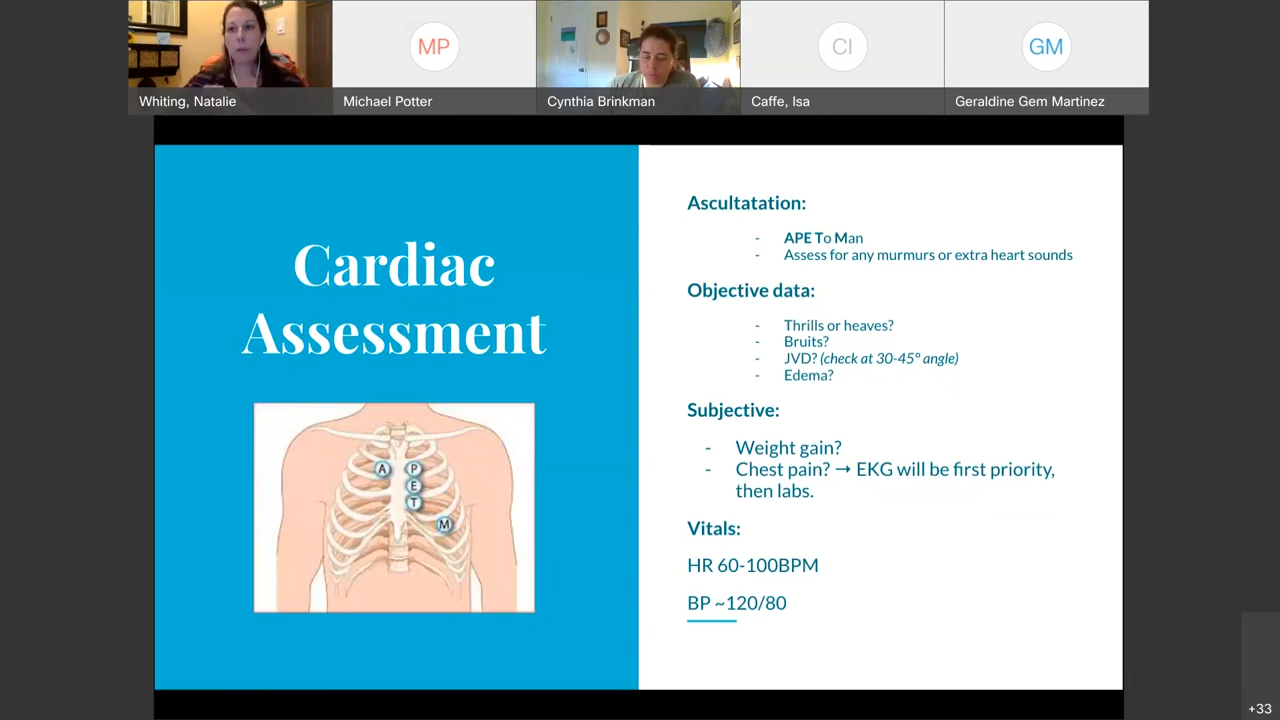 MP
CI
GM
Whiting, Natalie
Michael Potter
Cynthia Brinkman
Caffe, Isa
Geraldine Gem Martinez
Cardiac
Assessment
A
P
E
T
M
Ascultatation:
- APE To Man
- Assess for any murmurs or extra heart sounds
Objective data:
- Thrills or heaves?
- Bruits?
- JVD? (check at 30-45° angle)
- Edema?
Subjective:
- Weight gain?
- Chest pain? → EKG will be first priority,
then labs.
Vitals:
HR 60-100BPM
BP ~120/80
+33